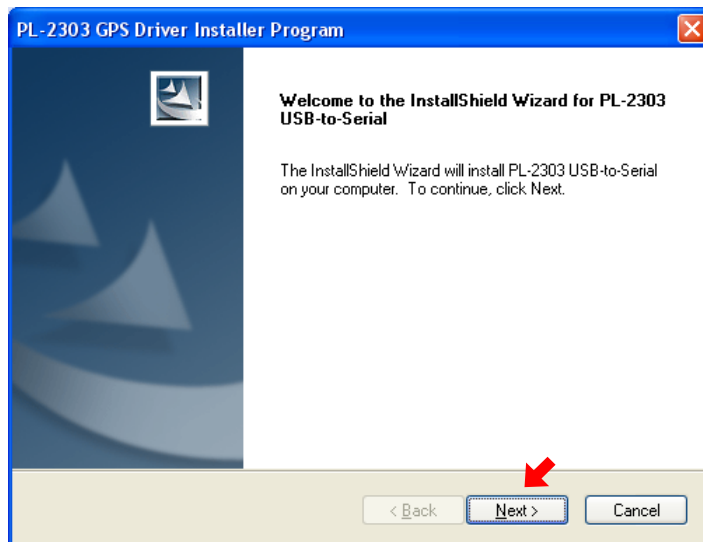 PL-2303 GPS Driver Installer Program
Welcome to the InstallShield Wizard for PL-2303
USB-to-Serial
The InstallShield Wizard will install PL-2303 USB-to-Serial
on your computer. To continue, click Next.
< Back Next > Cancel